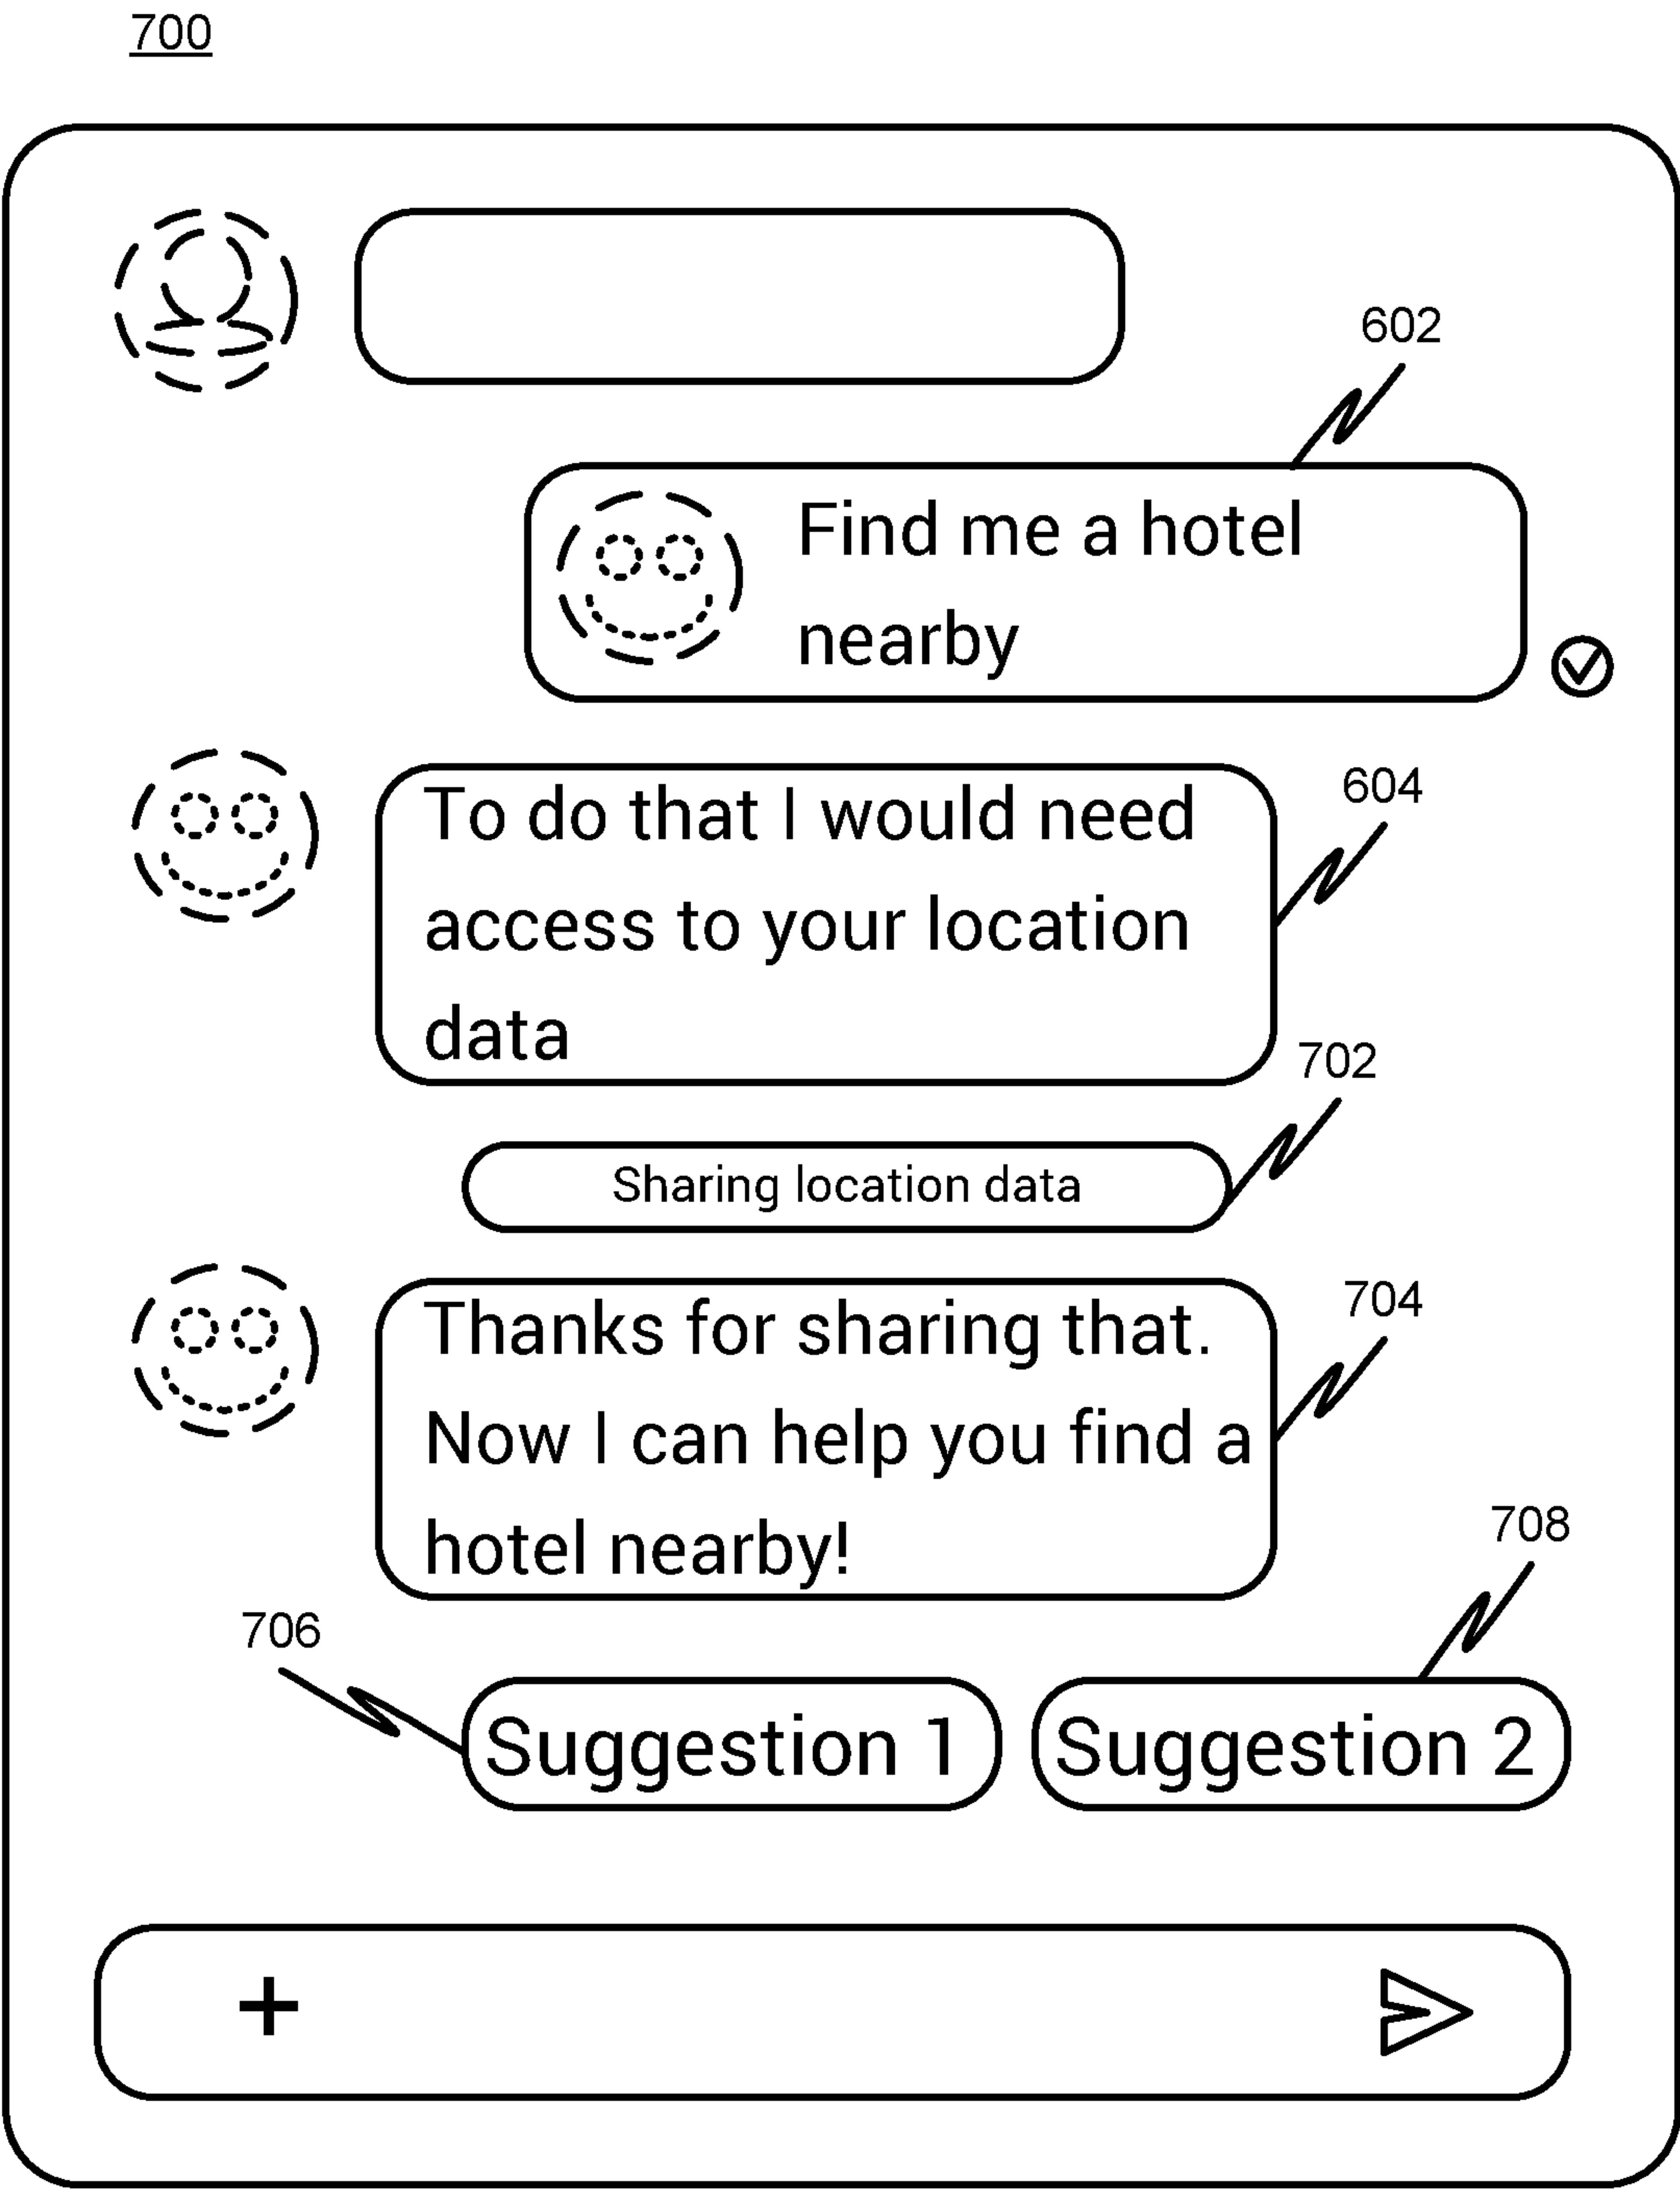 700
602
Find me a hotel
nearby
604
To do that I would need
access to your location
data
702
Sharing location data
704
Thanks for sharing that.
Now I can help you find a
hotel nearby!
708
706
Suggestion 1 Suggestion 2